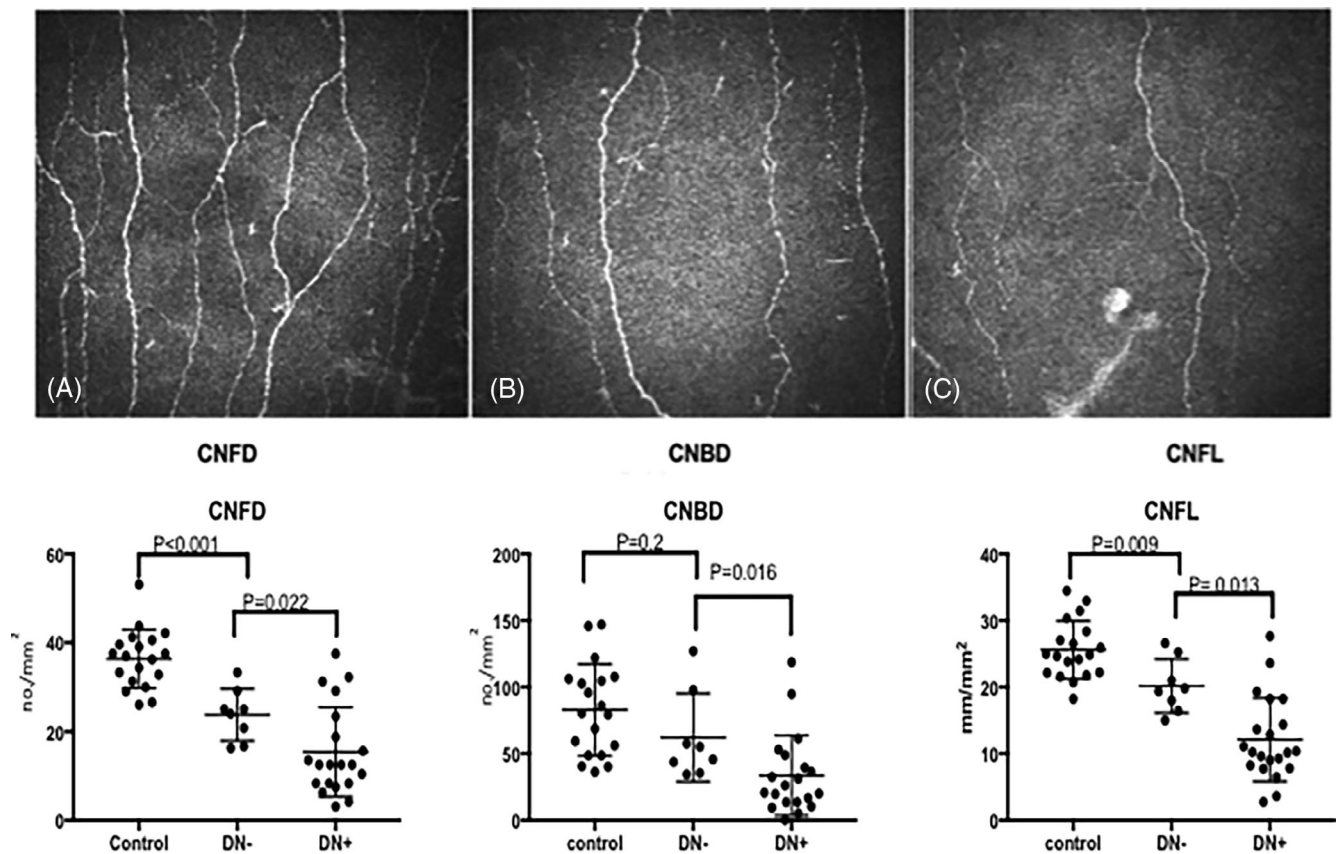 (A) (B) (C)
CNFD CNBD CNFL
CNFD
P<0.001
P=0.022
no./mm²
60
40
20
0
Control DN- DN+
CNBD
P=0.2
P=0.016
no./mm²
200
150
100
50
0
control DN- DN+
CNFL
P=0.009
P= 0.013
mm/mm²
40
30
20
10
0
control DN- DN+